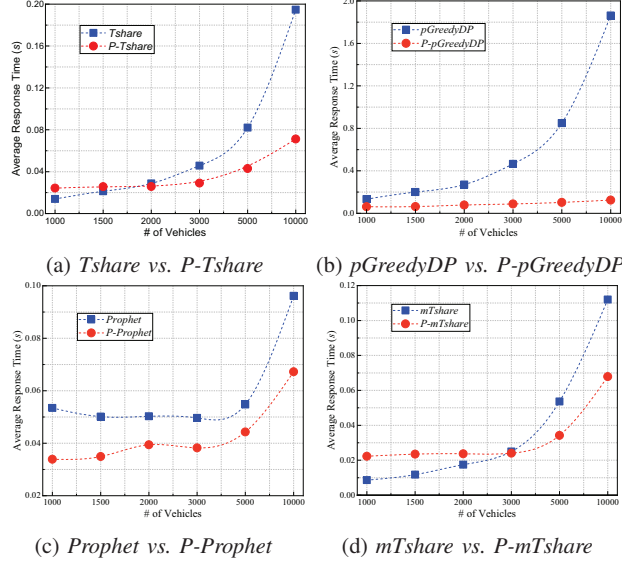 0.20
0.16
0.12
0.08
0.04
0.00
Average Response Time (s)
Tshare
P-Tshare
1000 1500 2000 3000 5000 10000
# of Vehicles
(a) Tshare vs. P-Tshare
2.0
1.6
1.2
0.8
0.4
0.0
Average Response Time (s)
pGreedyDP
P-pGreedyDP
1000 1500 2000 3000 5000 10000
# of Vehicles
(b) pGreedyDP vs. P-pGreedyDP
0.10
0.08
0.06
0.04
0.02
Average Response Time (s)
Prophet
P-Prophet
1000 1500 2000 3000 5000 10000
# of Vehicles
(c) Prophet vs. P-Prophet
0.12
0.10
0.08
0.06
0.04
0.02
0.00
Average Response Time (s)
mTshare
P-mTshare
1000 1500 2000 3000 5000 10000
# of Vehicles
(d) mTshare vs. P-mTshare